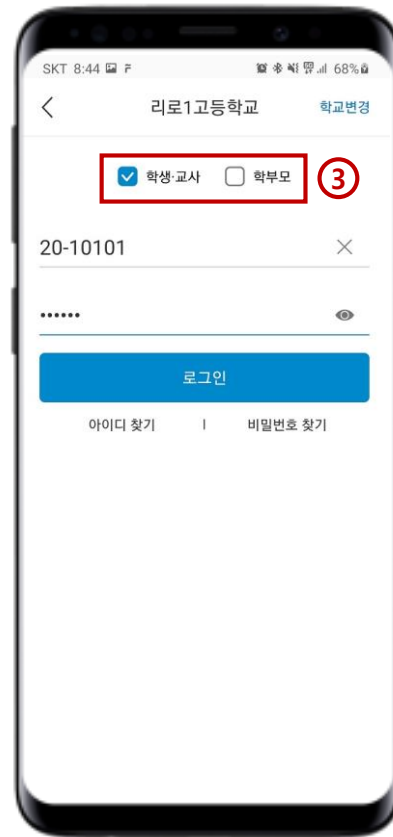 SKT 8:44 68%
리로1고등학교 학교변경
학생·교사 학부모 ③
20-10101
••••••
로그인
아이디 찾기 | 비밀번호 찾기